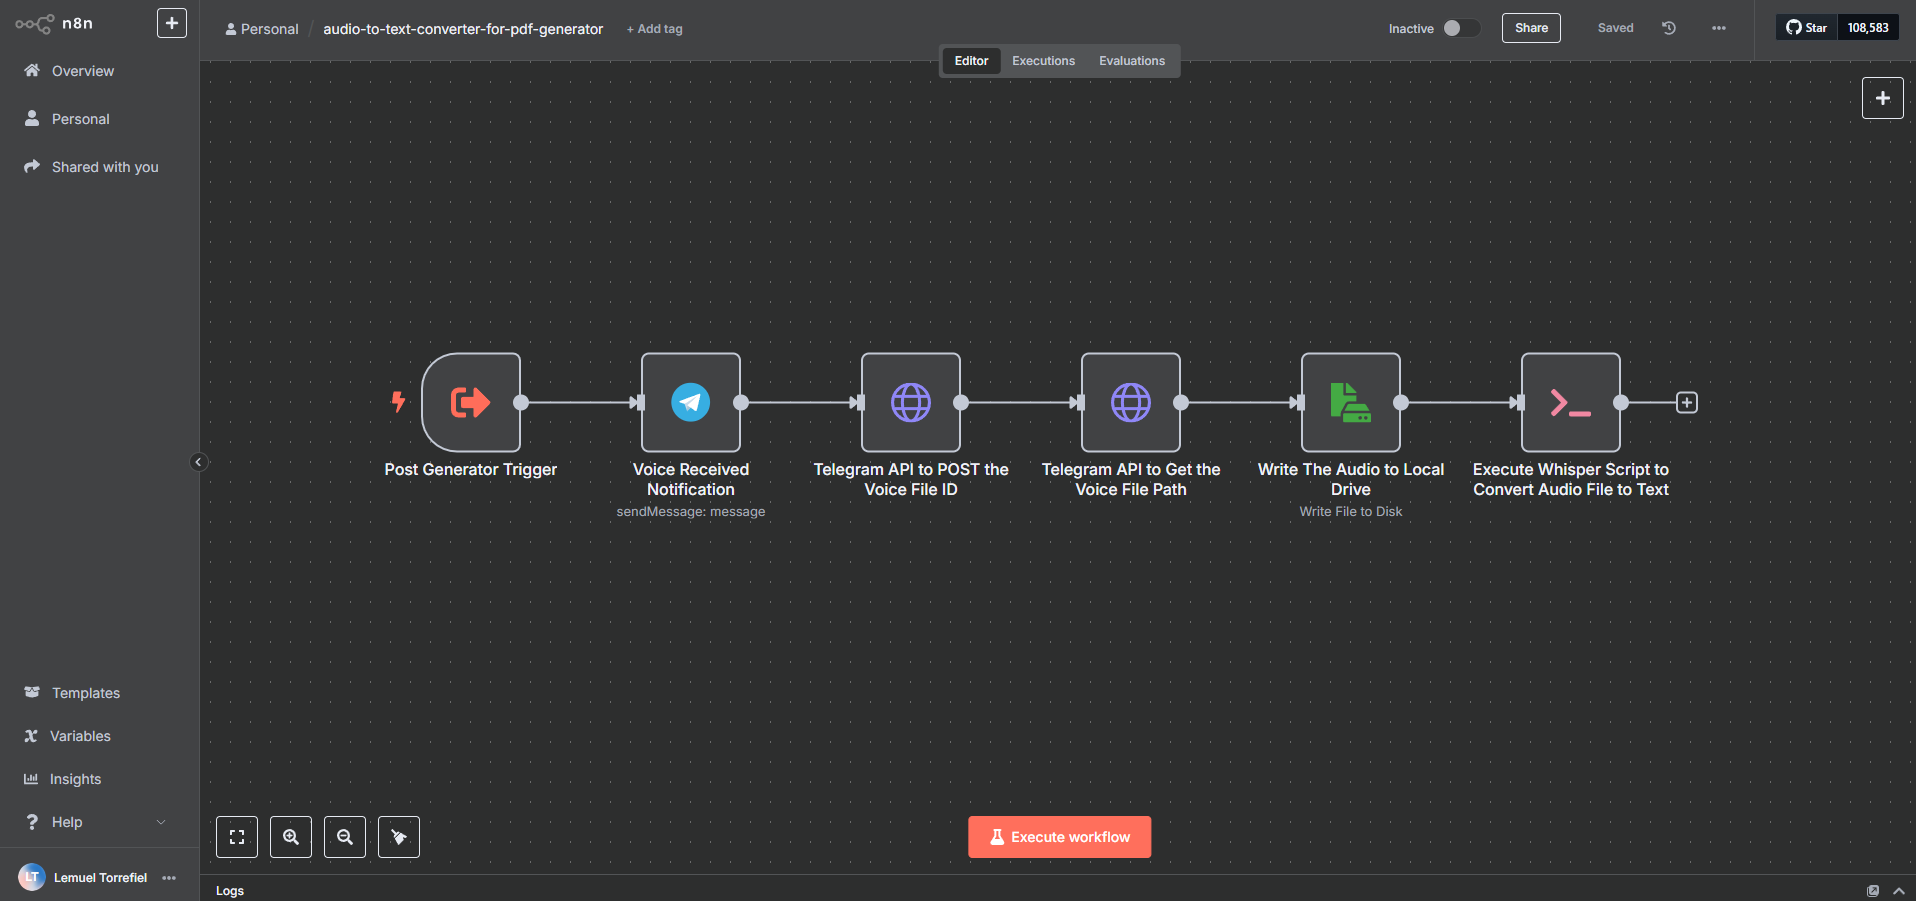 n8n
+
Personal / audio-to-text-converter-for-pdf-generator + Add tag
Inactive
Share
Saved
Star 108,583
Editor Executions Evaluations
Overview
Personal
Shared with you
Post Generator Trigger
Voice Received
Notification
sendMessage: message
Telegram API to POST the
Voice File ID
Telegram API to Get the
Voice File Path
Write The Audio to Local
Drive
Write File to Disk
Execute Whisper Script to
Convert Audio File to Text
Templates
Variables
Insights
? Help
Execute workflow
LT Lemuel Torrefiel
Logs